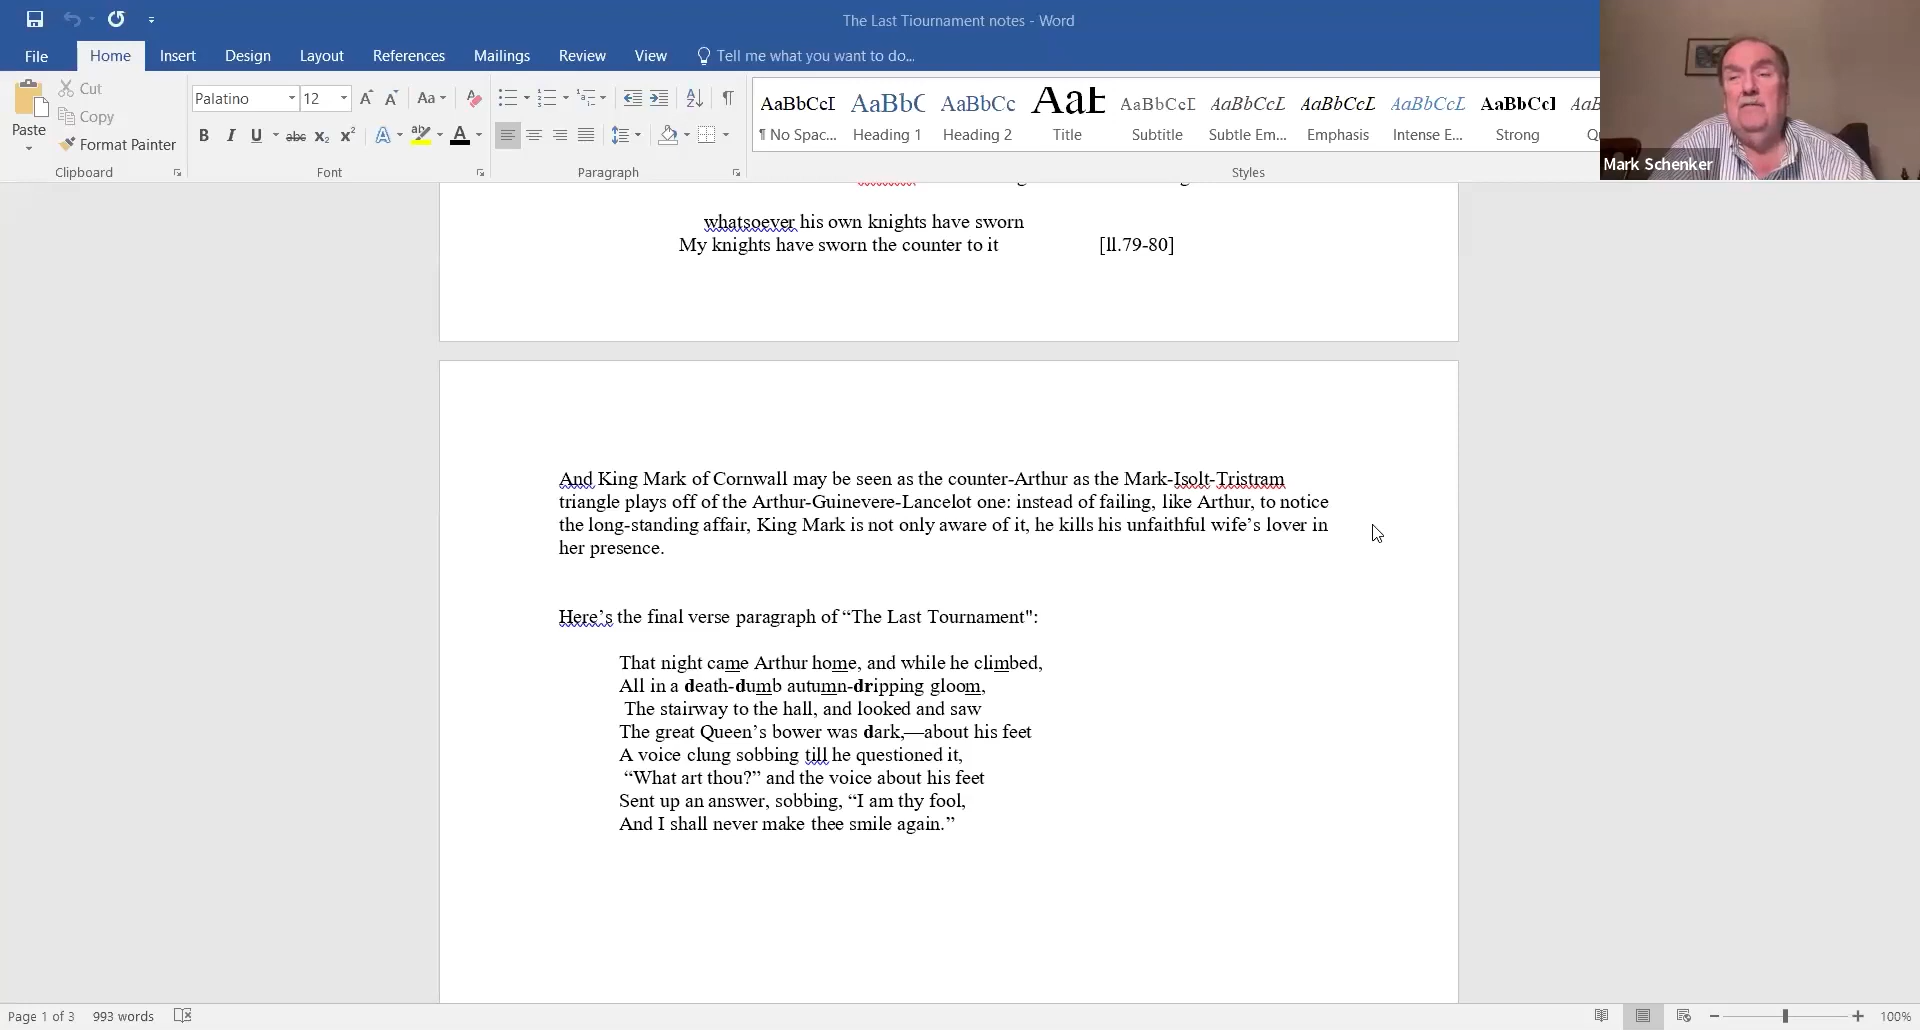 The Last Tiournament notes - Word
File Home Insert Design Layout References Mailings Review View Tell me what you want to do...
Paste
Cut
Copy
Format Painter
Clipboard
Palatino 12
Font
Paragraph
AaBbCcI AaBbC AaBbCc AaB AaBbCcD AaBbCcL AaBbCcL AaBbCcL AaBbCcI
¶ No Spac... Heading 1 Heading 2 Title Subtitle Subtle Em... Emphasis Intense E... Strong
Styles
Mark Schenker
whatsoever his own knights have sworn
My knights have sworn the counter to it [ll.79-80]
And King Mark of Cornwall may be seen as the counter-Arthur as the Mark-Isolt-Tristram
triangle plays off of the Arthur-Guinevere-Lancelot one: instead of failing, like Arthur, to notice
the long-standing affair, King Mark is not only aware of it, he kills his unfaithful wife’s lover in
her presence.
Here’s the final verse paragraph of “The Last Tournament":
That night came Arthur home, and while he climbed,
All in a death-dumb autumn-dripping gloom,
The stairway to the hall, and looked and saw
The great Queen’s bower was dark,—about his feet
A voice clung sobbing till he questioned it,
“What art thou?” and the voice about his feet
Sent up an answer, sobbing, “I am thy fool,
And I shall never make thee smile again.”
Page 1 of 3 993 words 100%